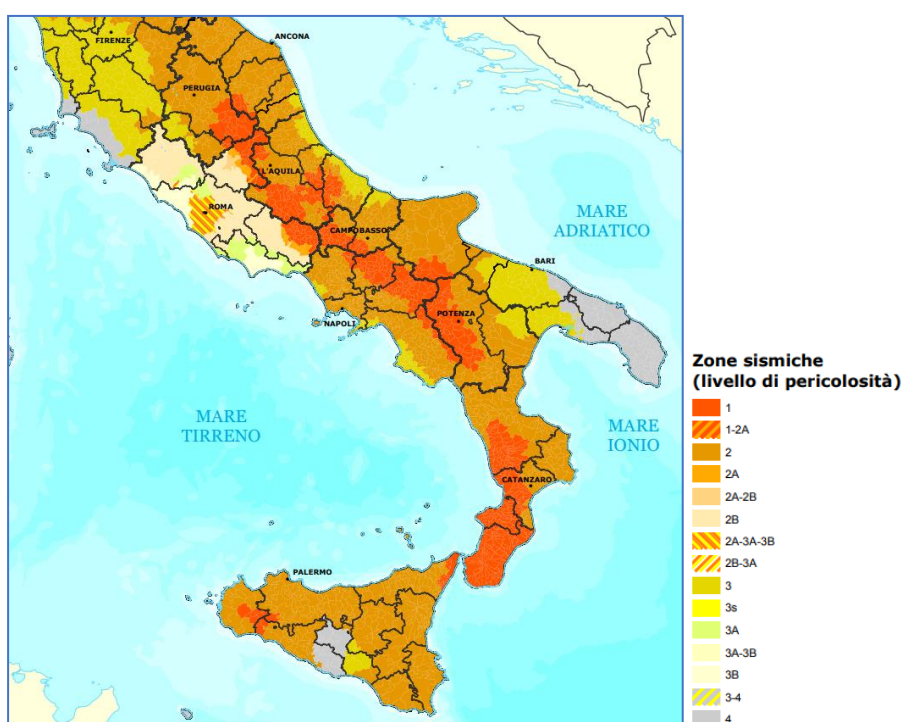 ANCONA
FIRENZE
PERUGIA
L'AQUILA
ROMA
MARE
ADRIATICO
CAMPOBASSO
BARI
NAPOLI
POTENZA
MARE
TIRRENO
MARE
IONIO
CATANZARO
PALERMO
Zone sismiche
(livello di pericolosità)
1
1-2A
2
2A
2A-2B
2B
2A-3A-3B
2B-3A
3
3s
3A
3A-3B
3B
3-4
4